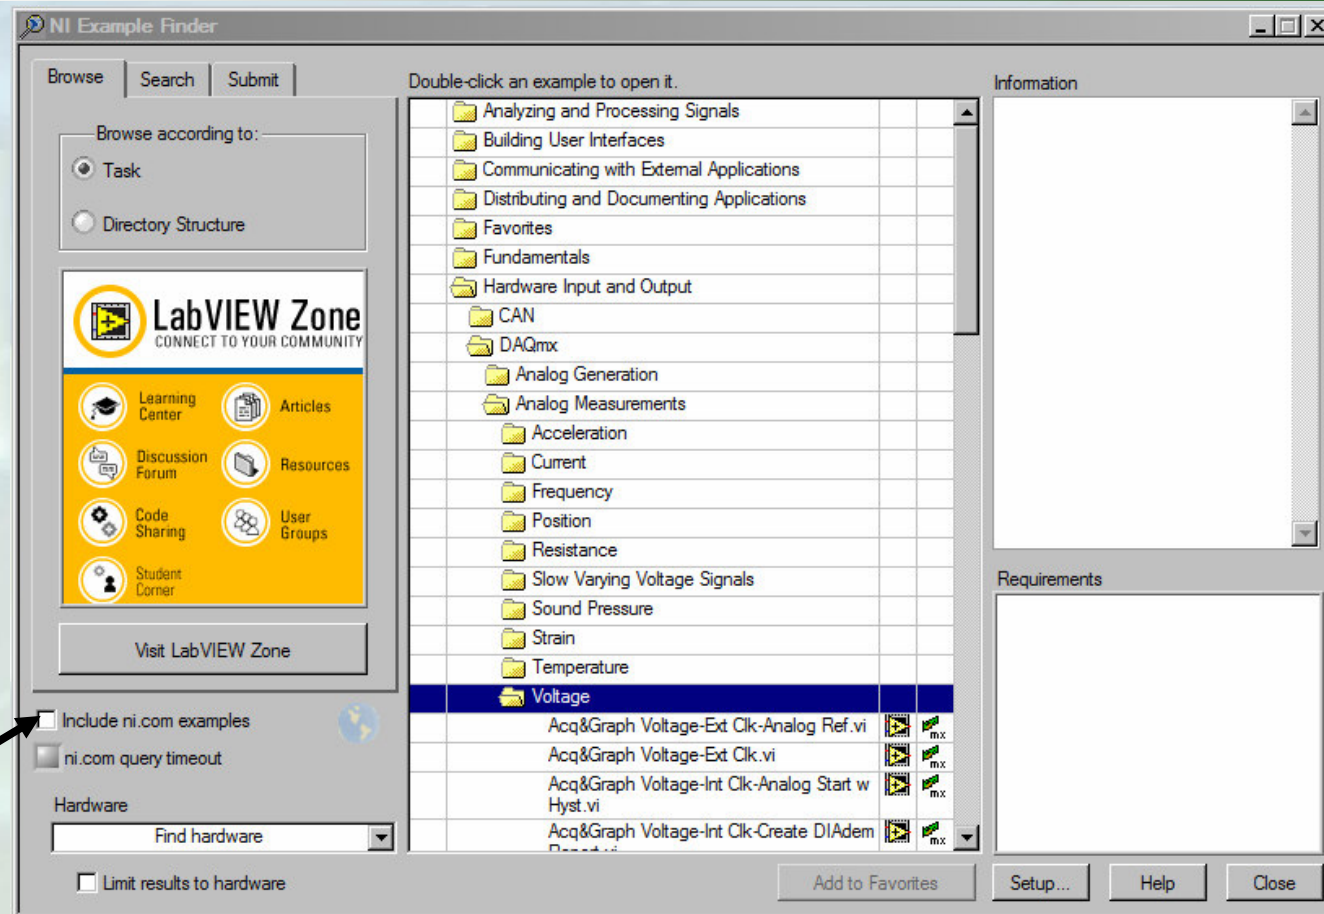 NI Example Finder
Browse
Search
Submit
Browse according to:
Task
Directory Structure
LabVIEW Zone
CONNECT TO YOUR COMMUNITY
Learning
Center
Articles
Discussion
Forum
Resources
Code
Sharing
User
Groups
Student
Corner
Visit LabVIEW Zone
Include ni.com examples
ni.com query timeout
Hardware
Find hardware
Limit results to hardware
Double-click an example to open it.
Analyzing and Processing Signals
Building User Interfaces
Communicating with External Applications
Distributing and Documenting Applications
Favorites
Fundamentals
Hardware Input and Output
CAN
DAQmx
Analog Generation
Analog Measurements
Acceleration
Current
Frequency
Position
Resistance
Slow Varying Voltage Signals
Sound Pressure
Strain
Temperature
Voltage
Acq&Graph Voltage-Ext Clk-Analog Ref.vi
mx
Acq&Graph Voltage-Ext Clk.vi
mx
Acq&Graph Voltage-Int Clk-Analog Start w
Hyst.vi
mx
Acq&Graph Voltage-Int Clk-Create DIAdem
mx
Information
Requirements
Add to Favorites
Setup...
Help
Close